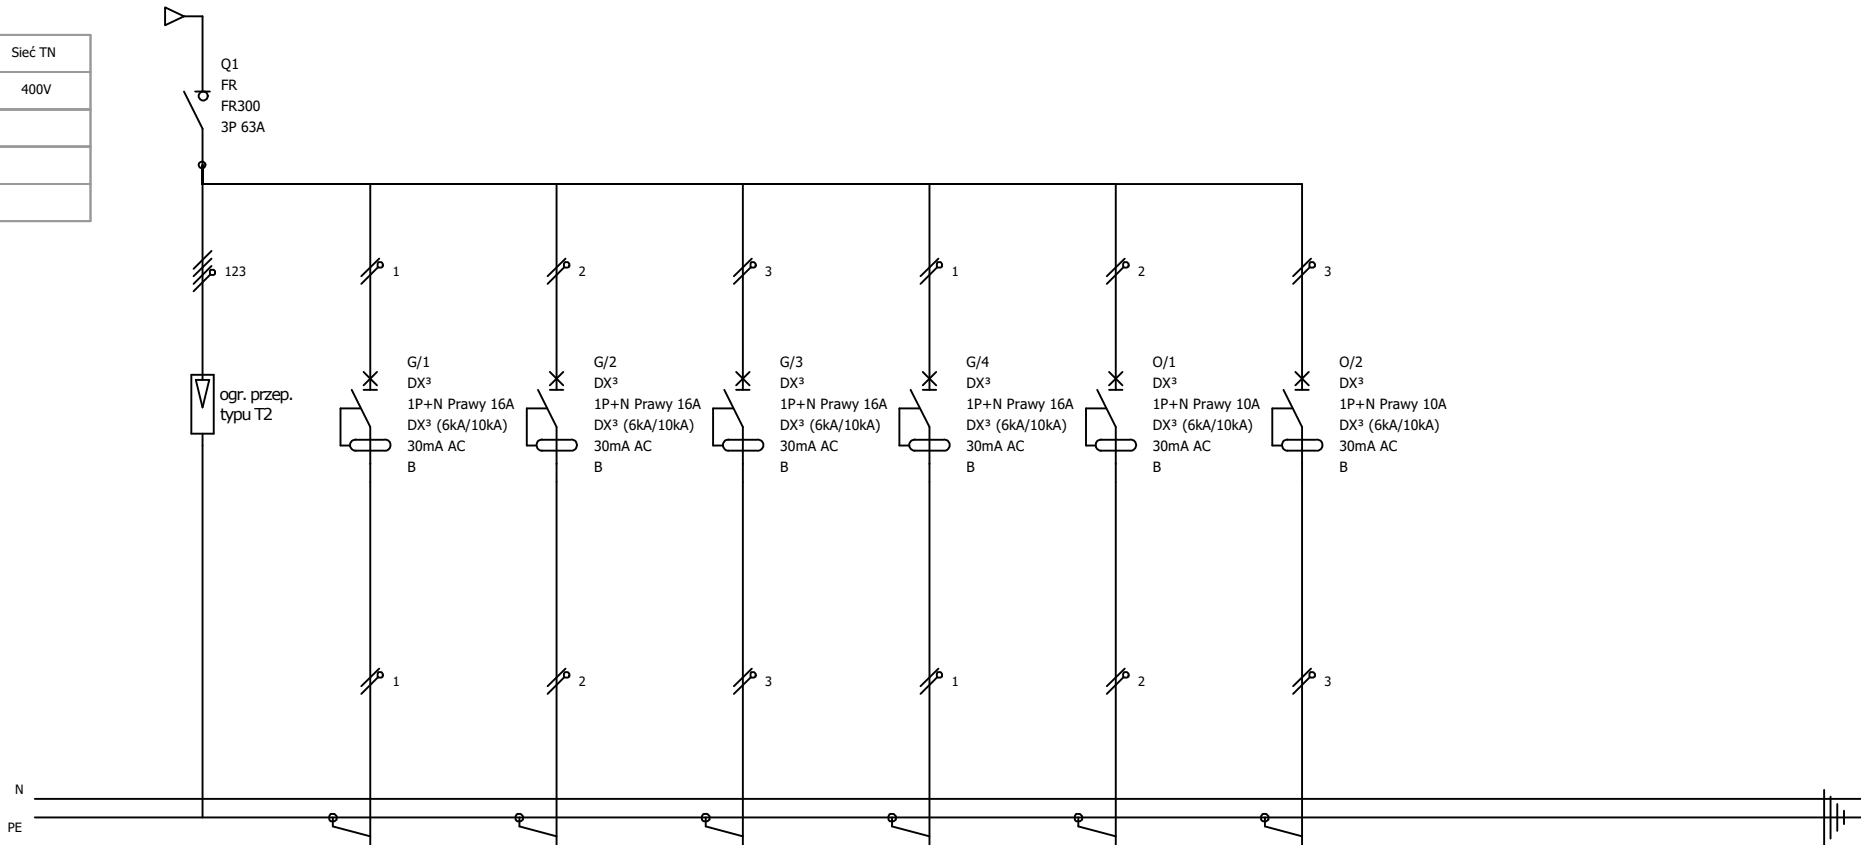 Sieć TN
400V
Q1
FR
FR300
3P 63A
123
1
2
3
1
2
3
ogr. przep.
typu T2
G/1
DX³
1P+N Prawy 16A
DX³ (6kA/10kA)
30mA AC
B
G/2
DX³
1P+N Prawy 16A
DX³ (6kA/10kA)
30mA AC
B
G/3
DX³
1P+N Prawy 16A
DX³ (6kA/10kA)
30mA AC
B
G/4
DX³
1P+N Prawy 16A
DX³ (6kA/10kA)
30mA AC
B
O/1
DX³
1P+N Prawy 10A
DX³ (6kA/10kA)
30mA AC
B
O/2
DX³
1P+N Prawy 10A
DX³ (6kA/10kA)
30mA AC
B
1
2
3
1
2
3
N
PE